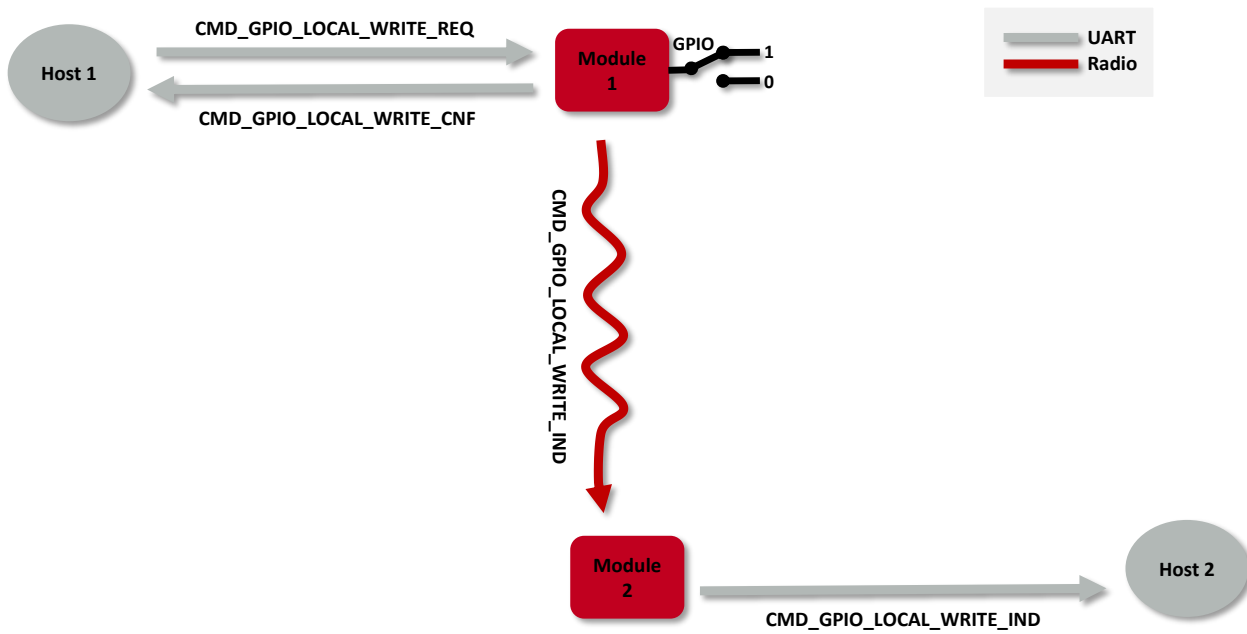 CMD_GPIO_LOCAL_WRITE_REQ
Host 1
CMD_GPIO_LOCAL_WRITE_CNF
Module
1
GPIO
1
0
UART
Radio
CMD_GPIO_LOCAL_WRITE_IND
Module
2
CMD_GPIO_LOCAL_WRITE_IND
Host 2